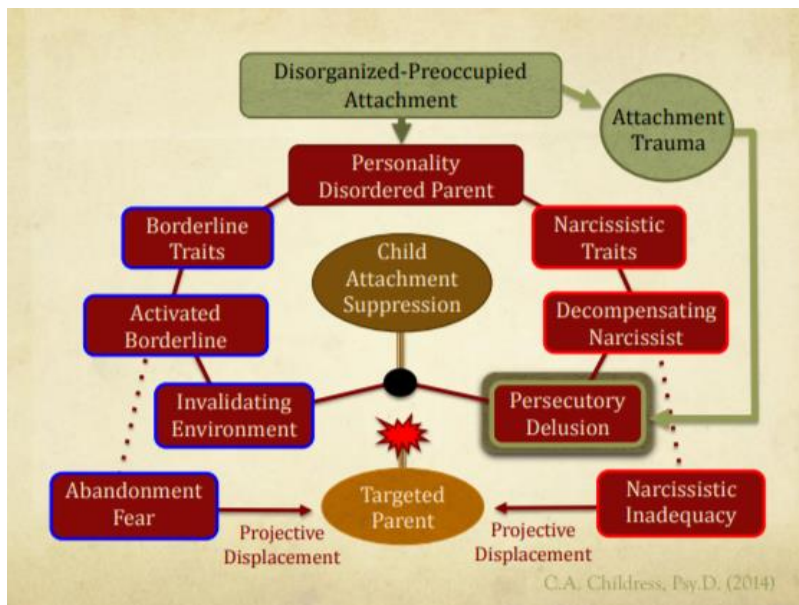 Disorganized-Preoccupied
Attachment
Attachment
Trauma
Personality
Disordered Parent
Borderline
Traits
Child
Attachment
Suppression
Narcissistic
Traits
Activated
Borderline
Decompensating
Narcissist
Invalidating
Environment
Persecutory
Delusion
Abandonment
Fear
Targeted
Parent
Narcissistic
Inadequacy
Projective
Displacement
Projective
Displacement
C.A. Childress, Psy.D. (2014)